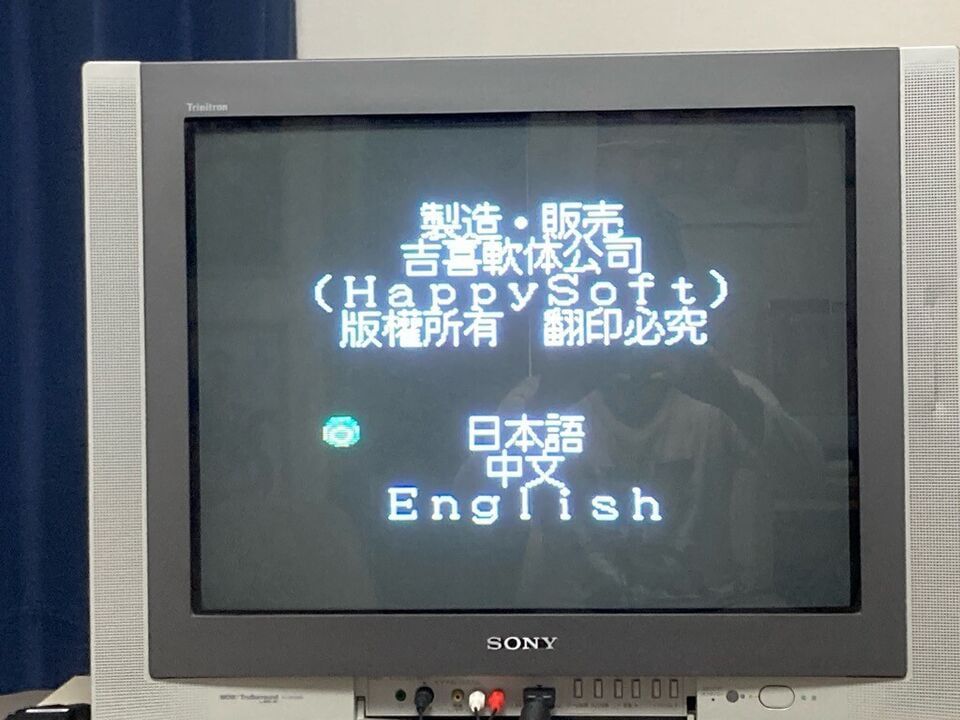 Trinitron
製造・販売
吉喜軟体公司
(HappySoft)
版權所有　翻印必究
日本語
中文
English
SONY